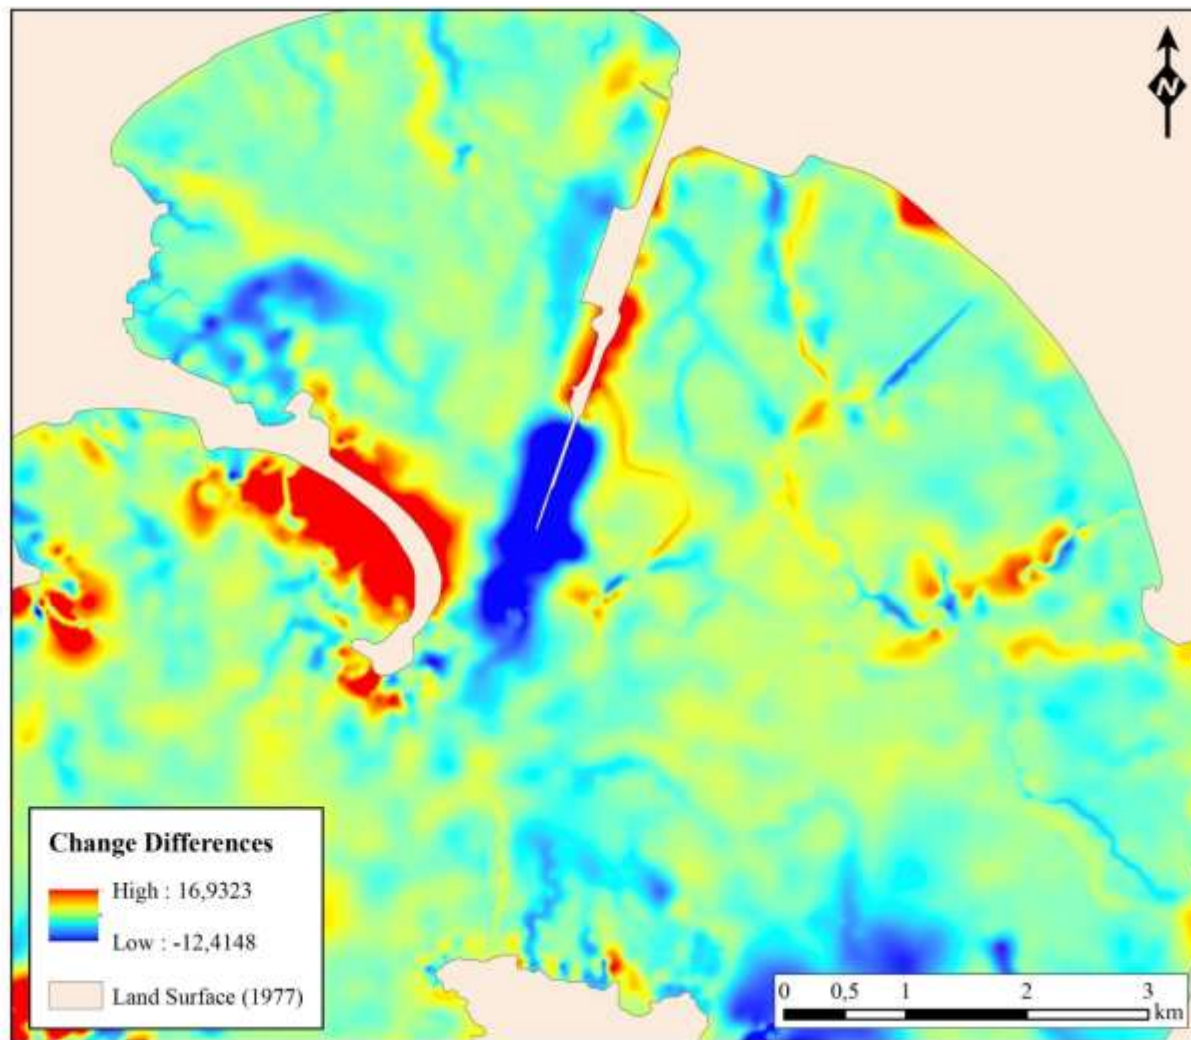 N
Change Differences
High : 16,9323
Low : -12,4148
Land Surface (1977)
0 0,5 1 2 3
km